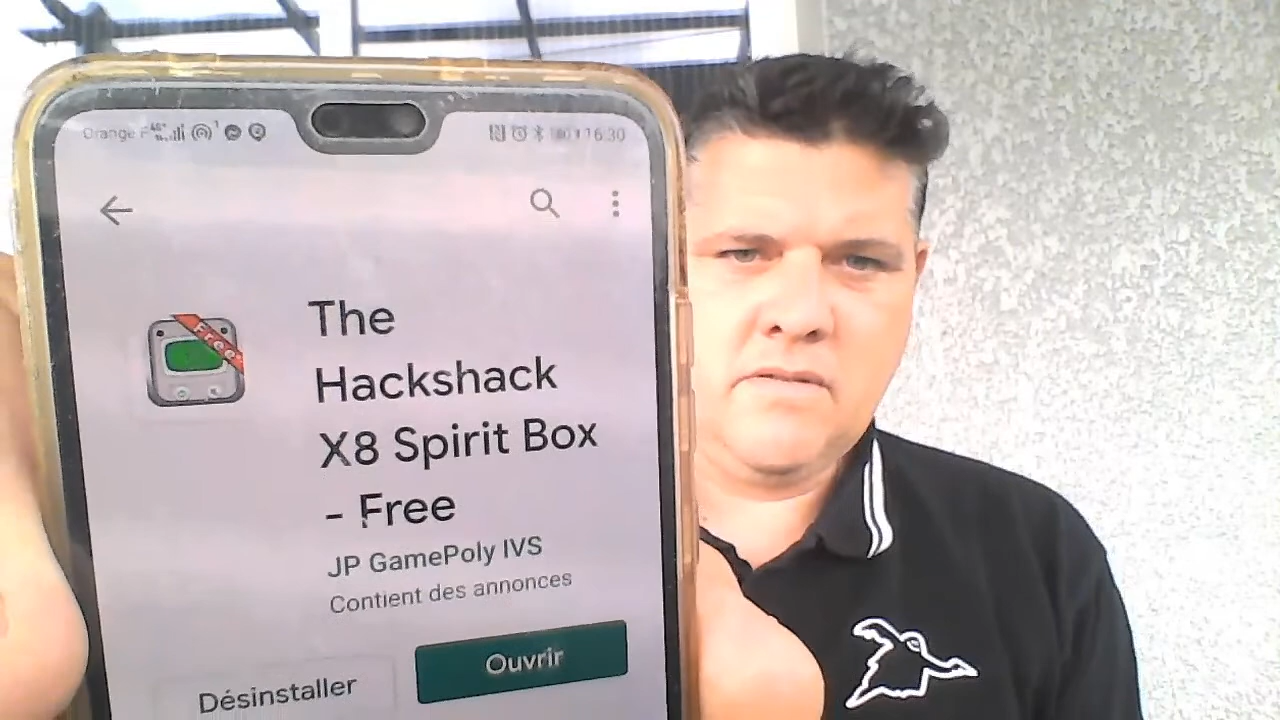 Orange F 16:30
Free
The
Hackshack
X8 Spirit Box
- Free
JP GamePoly IVS
Contient des annonces
Désinstaller
Ouvrir